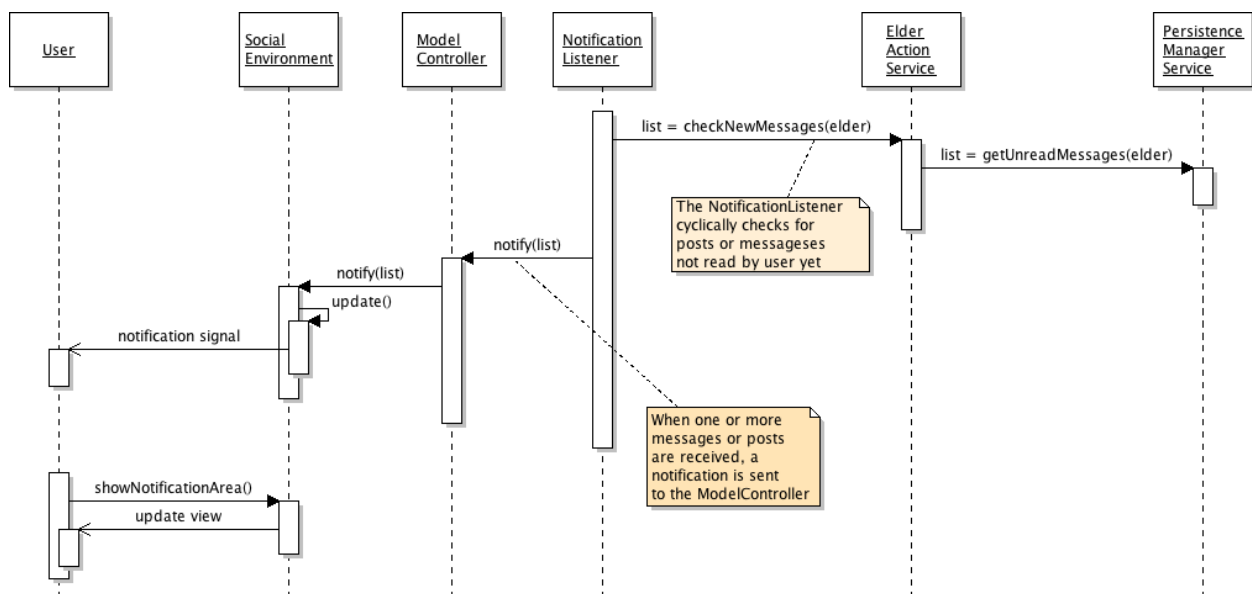 User
Social
Environment
Model
Controller
Notification
Listener
Elder
Action
Service
Persistence
Manager
Service
list = checkNewMessages(elder)
list = getUnreadMessages(elder)
The NotificationListener
cyclically checks for
posts or messageses
not read by user yet
notify(list)
notify(list)
update()
notification signal
When one or more
messages or posts
are received, a
notification is sent
to the ModelController
showNotificationArea()
update view